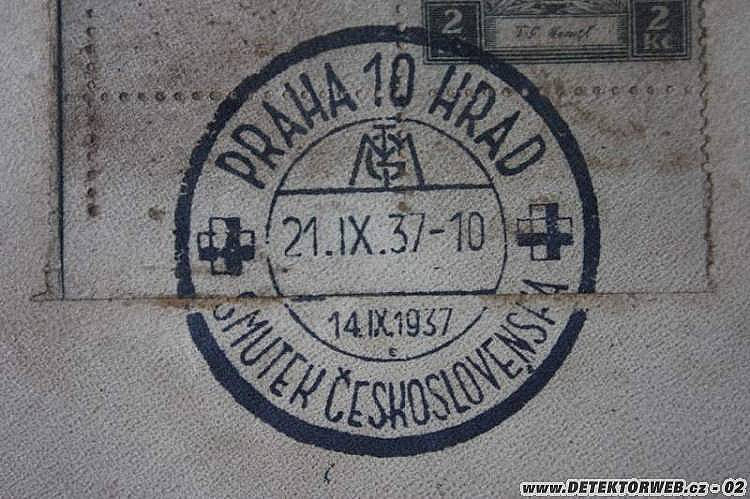 2 2
Kč
T. G. Masaryk
PRAHA 10 HRAD
TGM
21.IX.37-10
14.IX.1937
E
SMUTEK ČESKOSLOVENSKA
www.DETEKTORWEB.cz - 02